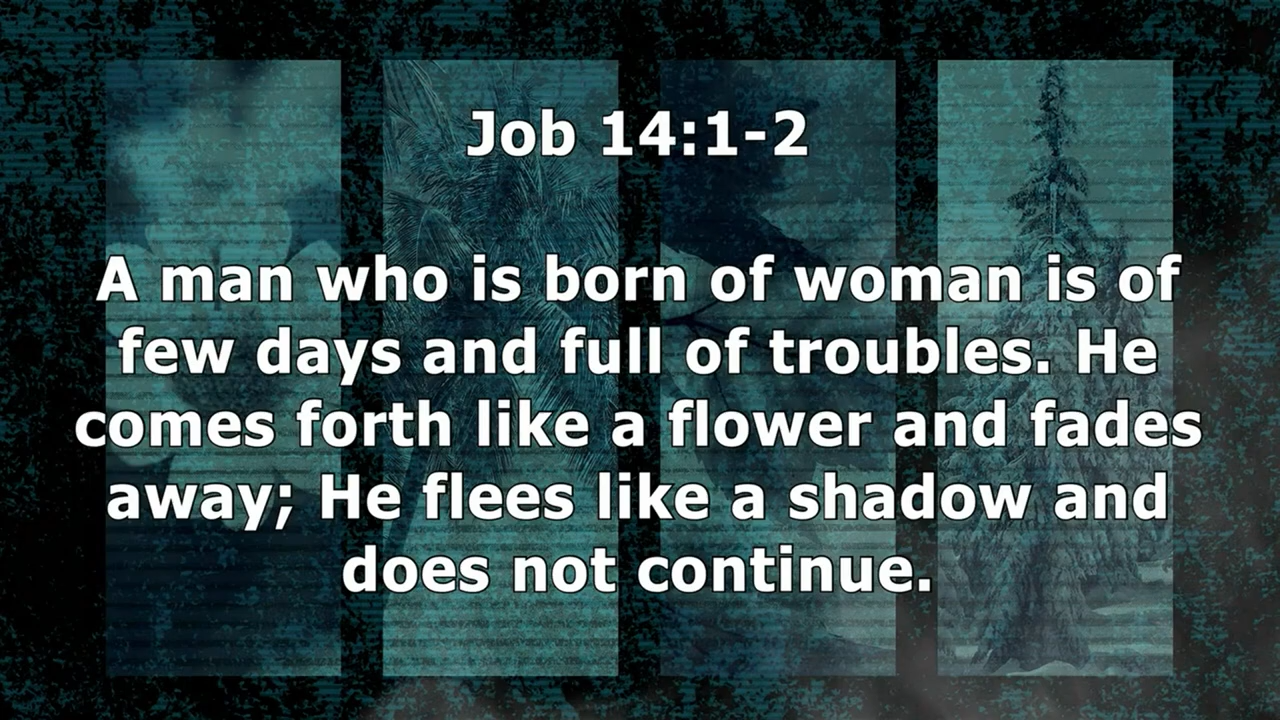 Job 14:1-2
A man who is born of woman is of
few days and full of troubles. He
comes forth like a flower and fades
away; He flees like a shadow and
does not continue.